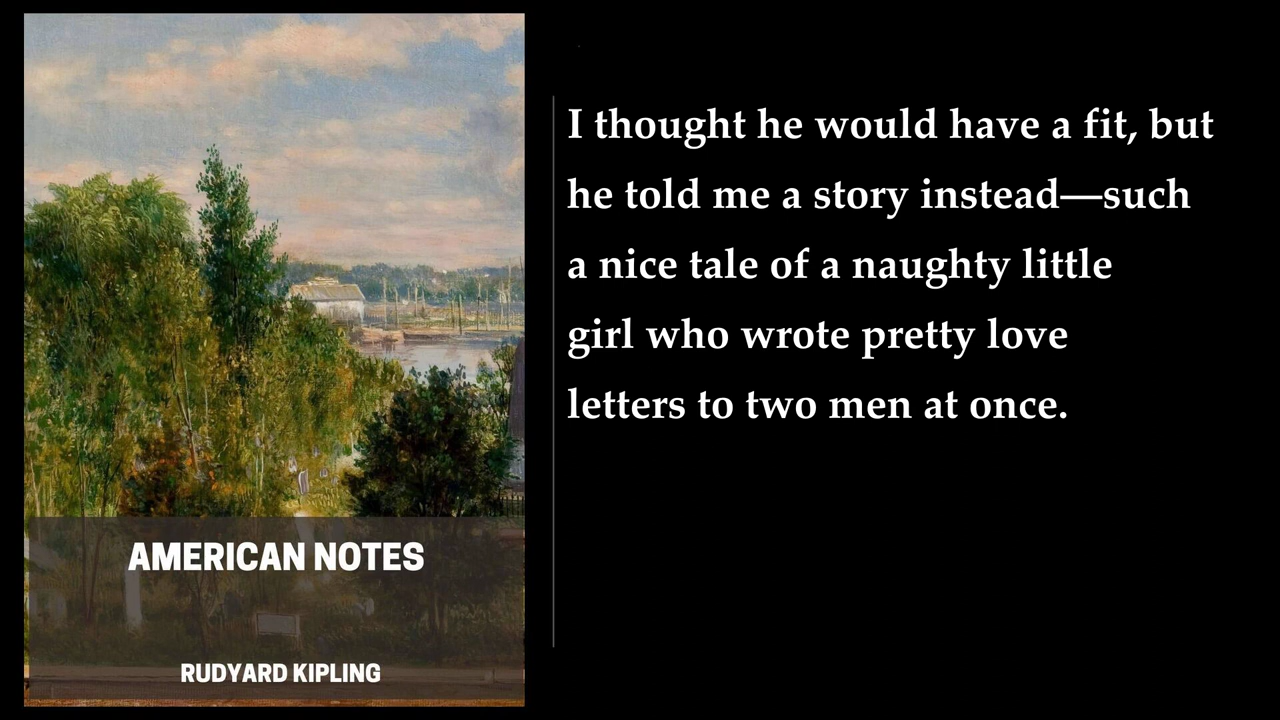 AMERICAN NOTES
RUDYARD KIPLING
I thought he would have a fit, but
he told me a story instead—such
a nice tale of a naughty little
girl who wrote pretty love
letters to two men at once.